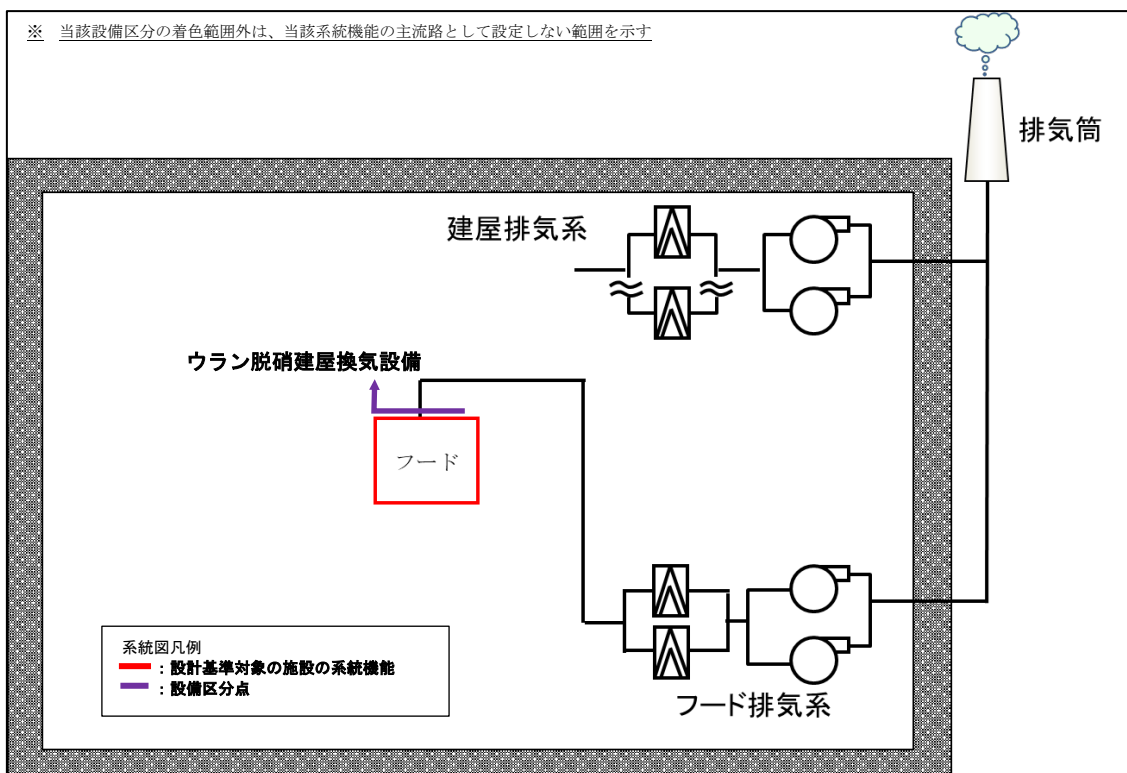 ※ 当該設備区分の着色範囲外は、当該系統機能の主流路として設定しない範囲を示す
排気筒
建屋排気系
ウラン脱硝建屋換気設備
フード
系統図凡例
：設計基準対象の施設の系統機能
：設備区分点
フード排気系